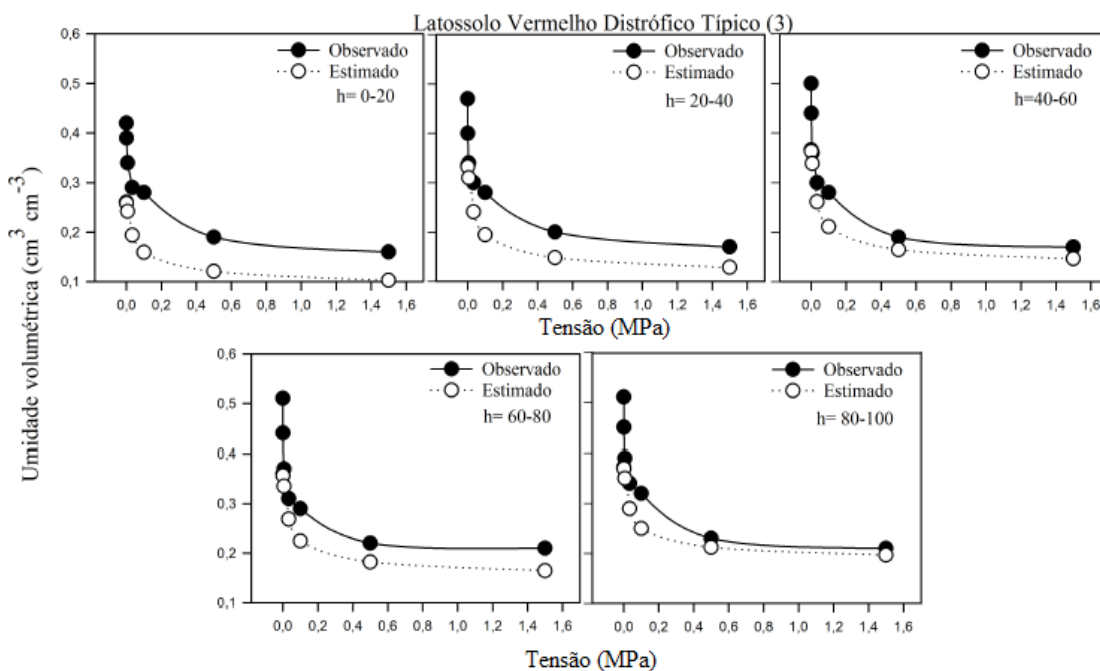 Latossolo Vermelho Distrófico Típico (3)
Umidade volumétrica (cm³ cm⁻³)
0,6
0,5
0,4
0,3
0,2
0,1
Observado
Estimado
h= 0-20
0,0 0,2 0,4 0,6 0,8 1,0 1,2 1,4 1,6
Observado
Estimado
h= 20-40
0,0 0,2 0,4 0,6 0,8 1,0 1,2 1,4 1,6
Observado
Estimado
h=40-60
0,0 0,2 0,4 0,6 0,8 1,0 1,2 1,4 1,6
Tensão (MPa)
0,6
0,5
0,4
0,3
0,2
0,1
Observado
Estimado
h= 60-80
0,0 0,2 0,4 0,6 0,8 1,0 1,2 1,4 1,6
Observado
Estimado
h= 80-100
0,0 0,2 0,4 0,6 0,8 1,0 1,2 1,4 1,6
Tensão (MPa)